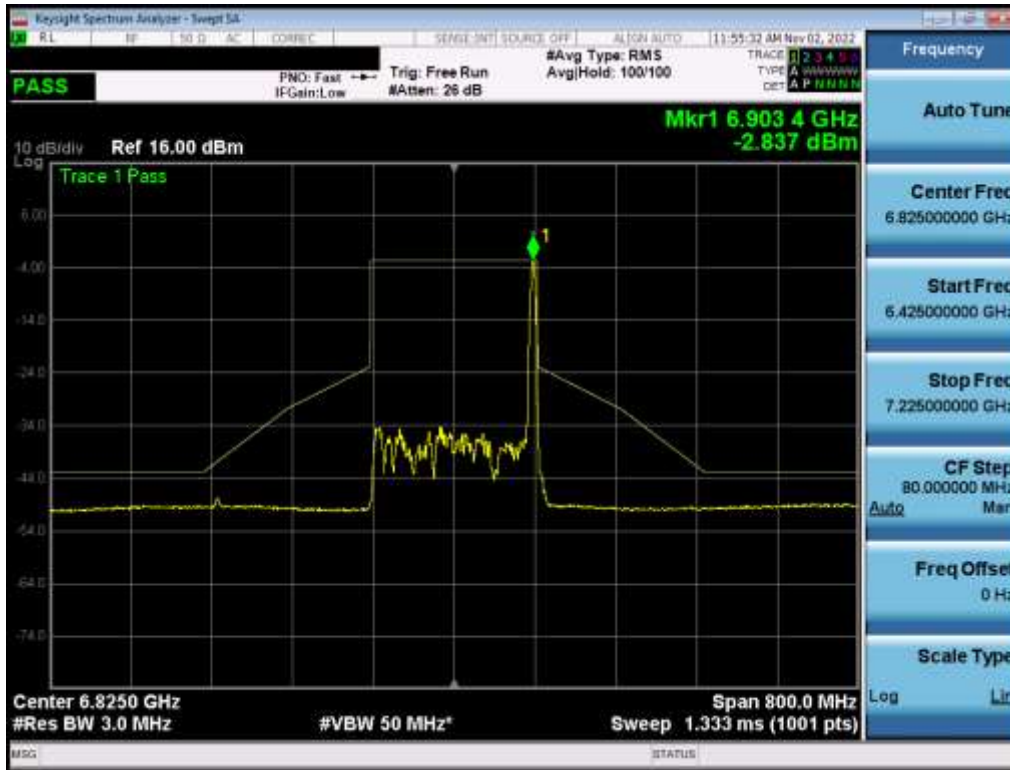 Keysight Spectrum Analyzer - Swept SA
RL RF 50 Ω AC CORREC SENSE:INT SOURCE OFF ALIGN AUTO 11:55:32 AM Nov 02, 2022
PASS
PNO: Fast
IFGain:Low
Trig: Free Run
#Atten: 26 dB
#Avg Type: RMS
Avg|Hold: 100/100
TRACE 1 2 3 4 5 6
TYPE A WWWWW
DET A P N N N N
Mkr1 6.903 4 GHz
-2.837 dBm
10 dB/div Ref 16.00 dBm
Log
Trace 1 Pass
1
6.00
-4.00
-14.0
-24.0
-34.0
-44.0
-54.0
-64.0
-74.0
Center 6.8250 GHz
#Res BW 3.0 MHz
#VBW 50 MHz*
Span 800.0 MHz
Sweep 1.333 ms (1001 pts)
MSG STATUS
Frequency
Auto Tune
Center Freq
6.825000000 GHz
Start Freq
6.425000000 GHz
Stop Freq
7.225000000 GHz
CF Step
80.000000 MHz
Auto Man
Freq Offset
0 Hz
Scale Type
Log Lin